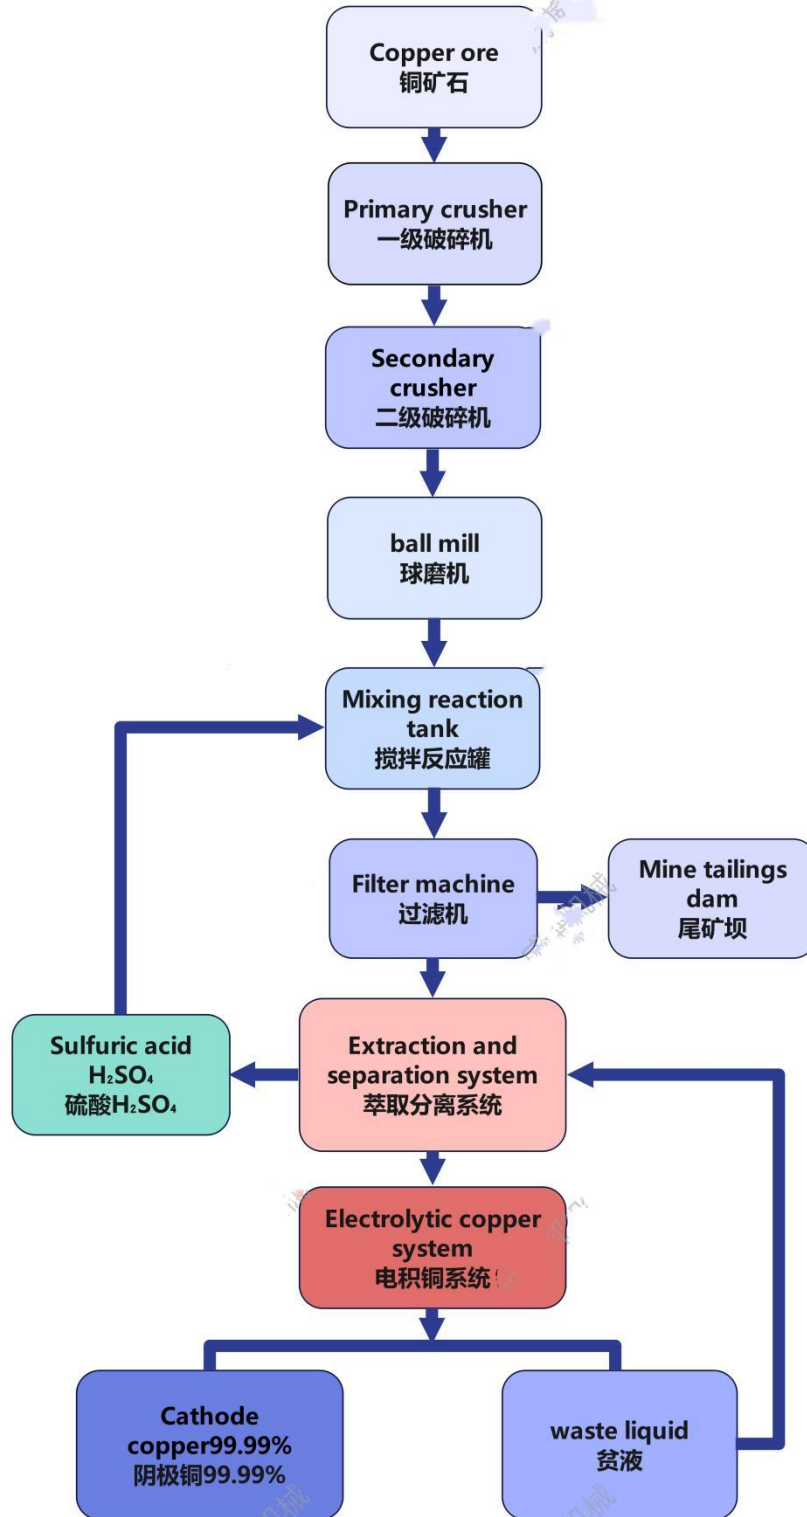 Copper ore
铜矿石
Primary crusher
一级破碎机
Secondary
crusher
二级破碎机
ball mill
球磨机
Mixing reaction
tank
搅拌反应罐
Filter machine
过滤机
Mine tailings
dam
尾矿坝
Sulfuric acid
H₂SO₄
硫酸H₂SO₄
Extraction and
separation system
萃取分离系统
Electrolytic copper
system
电积铜系统
Cathode
copper99.99%
阴极铜99.99%
waste liquid
贫液